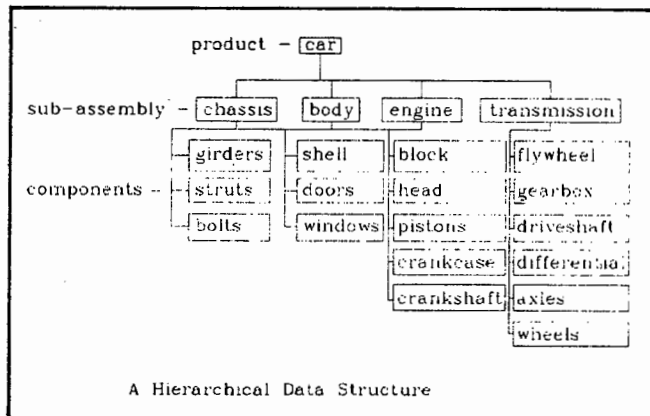 product - car
sub-assembly - chassis body engine transmission
girders shell block flywheel
components - struts doors head gearbox
bolts windows pistons driveshaft
crankcase differential
crankshaft axles
wheels
A Hierarchical Data Structure